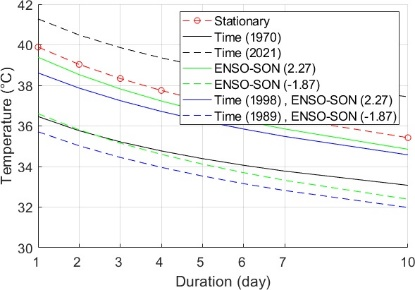 42
40
38
36
34
32
30
Temperature (°C)
Stationary
Time (1970)
Time (2021)
ENSO-SON (2.27)
ENSO-SON (-1.87)
Time (1998) , ENSO-SON (2.27)
Time (1989) , ENSO-SON (-1.87)
1 2 3 4 5 6 7 10
Duration (day)